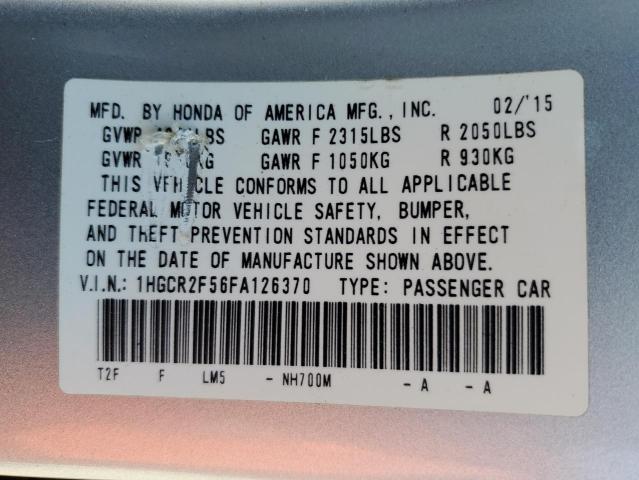 MFD. BY HONDA OF AMERICA MFG., INC. 02/'15
GVWR GAWR F 2315LBS R 2050LBS
GVWR GAWR F 1050KG R 930KG
THIS VEHICLE CONFORMS TO ALL APPLICABLE
FEDERAL MOTOR VEHICLE SAFETY, BUMPER,
AND THEFT PREVENTION STANDARDS IN EFFECT
ON THE DATE OF MANUFACTURE SHOWN ABOVE.
V.I.N.: 1HGCR2F56FA126370 TYPE: PASSENGER CAR
T2F F LM5 - NH700M - A - A